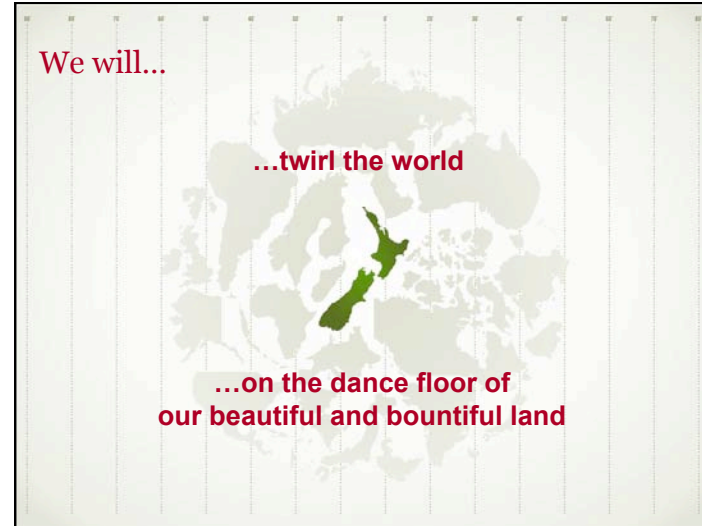 We will...
...twirl the world
...on the dance floor of
our beautiful and bountiful land